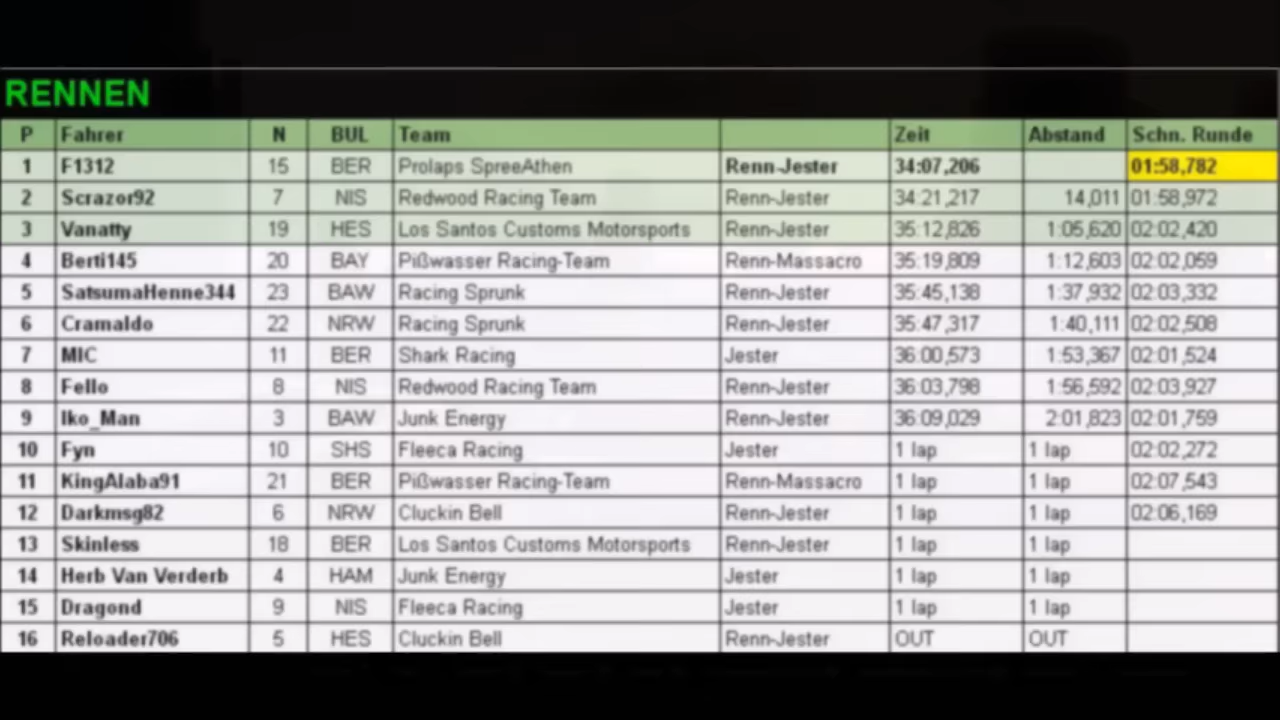 RENNEN
P Fahrer N BUL Team Zeit Abstand Schn. Runde
1 F1312 15 BER Prolaps SpreeAthen Renn-Jester 34:07,206 01:58,782
2 Scrazor92 7 NIS Redwood Racing Team Renn-Jester 34:21,217 14,011 01:58,972
3 Vanatty 19 HES Los Santos Customs Motorsports Renn-Jester 35:12,826 1:05,620 02:02,420
4 Berti145 20 BAY Pißwasser Racing-Team Renn-Massacro 35:19,809 1:12,603 02:02,059
5 SatsumaHenne344 23 BAW Racing Sprunk Renn-Jester 35:45,138 1:37,932 02:03,332
6 Cramaldo 22 NRW Racing Sprunk Renn-Jester 35:47,317 1:40,111 02:02,508
7 MIC 11 BER Shark Racing Jester 36:00,573 1:53,367 02:01,524
8 Fello 8 NIS Redwood Racing Team Renn-Jester 36:03,798 1:56,592 02:03,927
9 Iko_Man 3 BAW Junk Energy Renn-Jester 36:09,029 2:01,823 02:01,759
10 Fyn 10 SHS Fleeca Racing Jester 1 lap 1 lap 02:02,272
11 KingAlaba91 21 BER Pißwasser Racing-Team Renn-Massacro 1 lap 1 lap 02:07,543
12 Darkmsg82 6 NRW Cluckin Bell Renn-Jester 1 lap 1 lap 02:06,169
13 Skinless 18 BER Los Santos Customs Motorsports Renn-Jester 1 lap 1 lap
14 Herb Van Verderb 4 HAM Junk Energy Jester 1 lap 1 lap
15 Dragond 9 NIS Fleeca Racing Jester 1 lap 1 lap
16 Reloader706 5 HES Cluckin Bell Renn-Jester OUT OUT